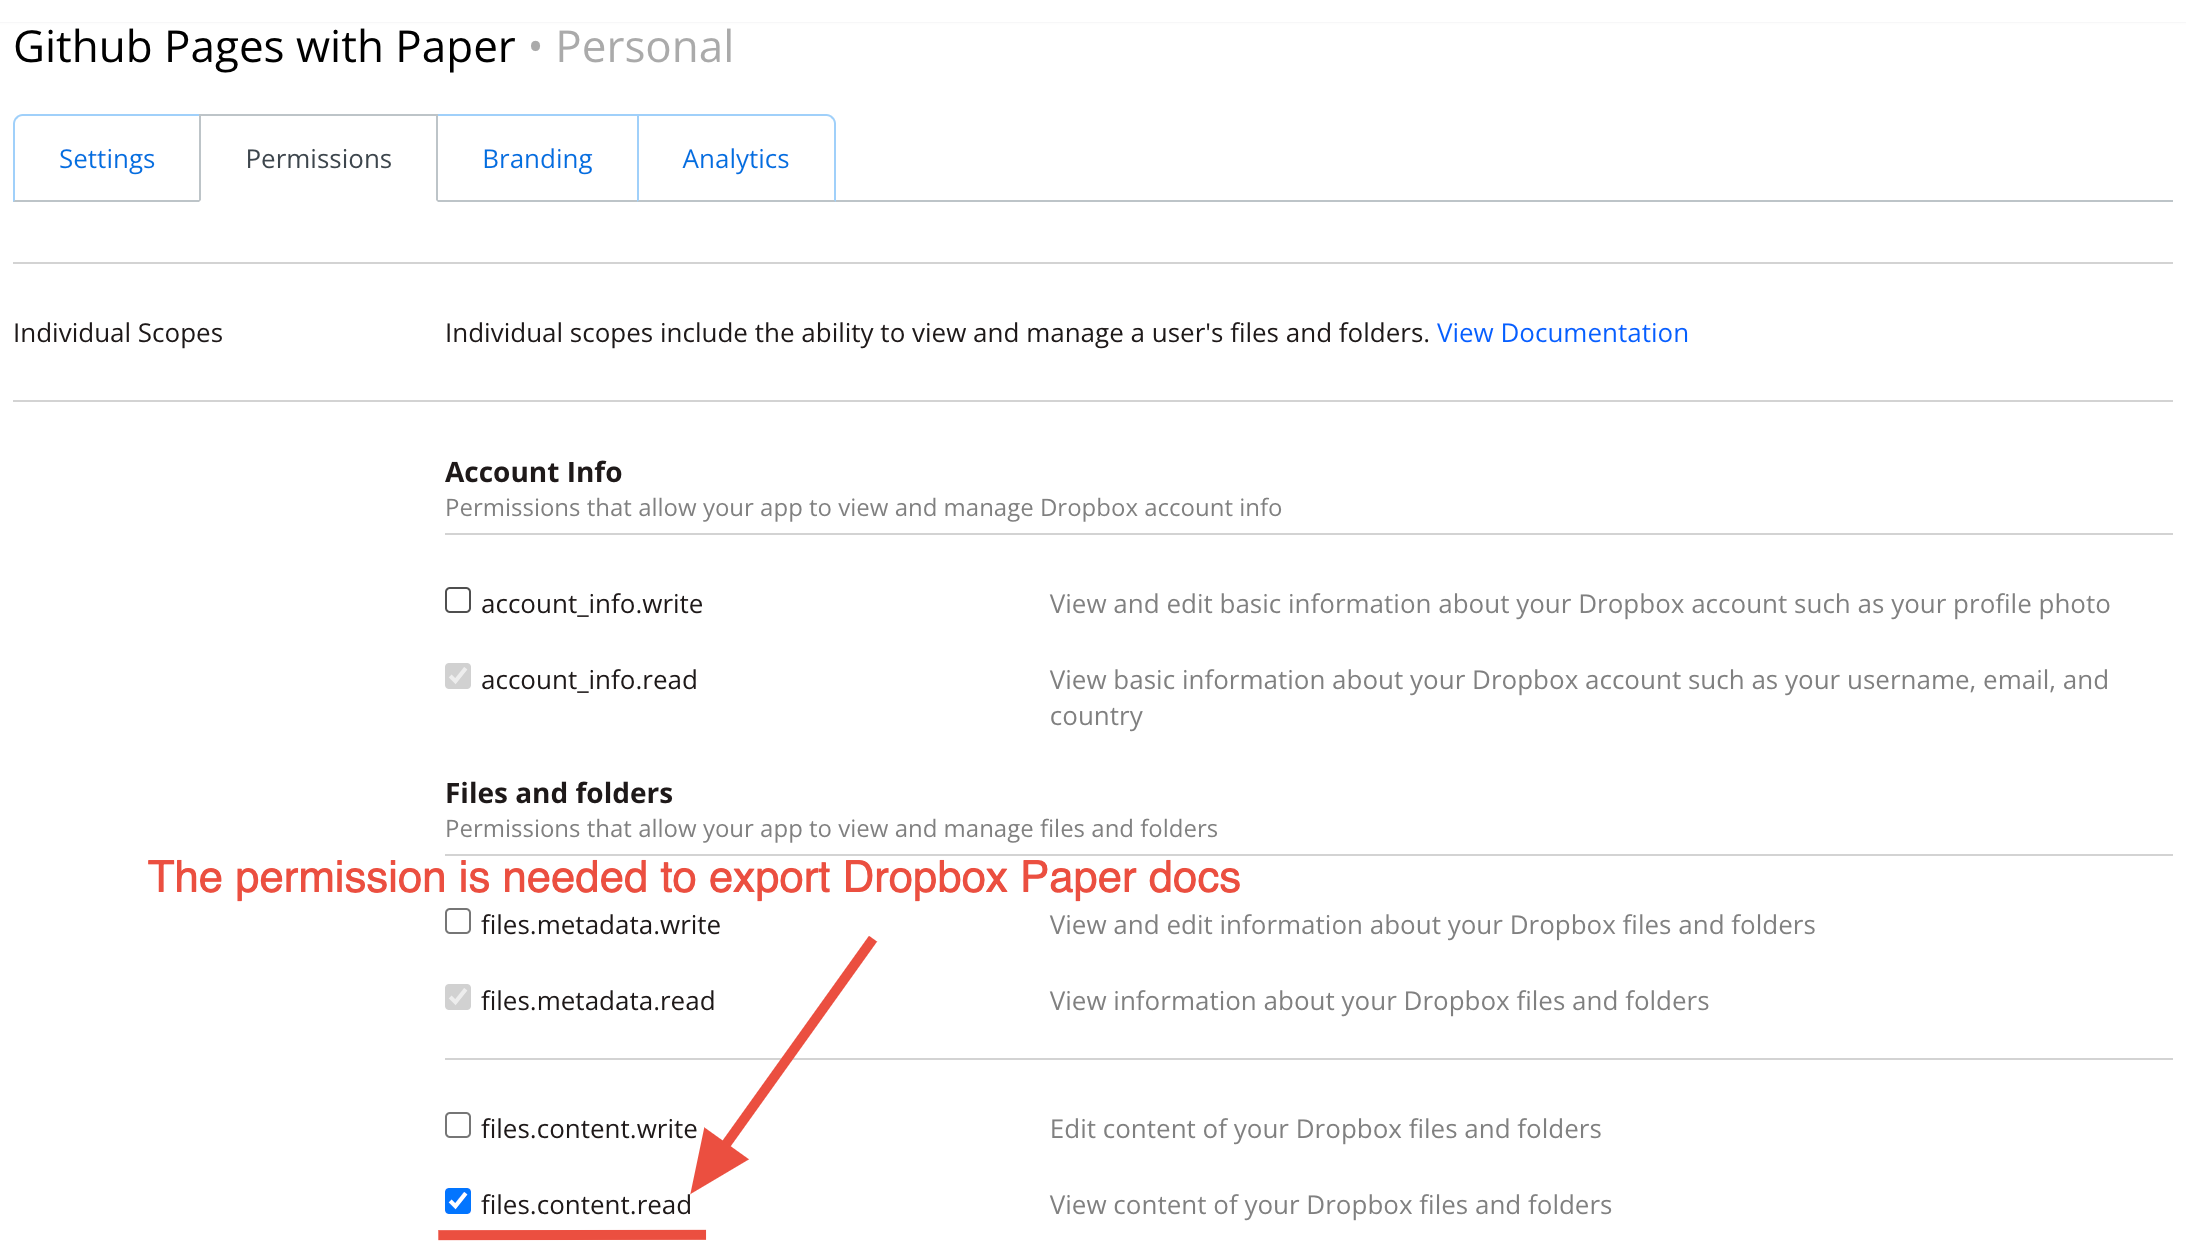 Github Pages with Paper • Personal
Settings
Permissions
Branding
Analytics
Individual Scopes
Individual scopes include the ability to view and manage a user's files and folders. View Documentation
Account Info
Permissions that allow your app to view and manage Dropbox account info
account_info.write
View and edit basic information about your Dropbox account such as your profile photo
account_info.read
View basic information about your Dropbox account such as your username, email, and
country
Files and folders
Permissions that allow your app to view and manage files and folders
The permission is needed to export Dropbox Paper docs
files.metadata.write
View and edit information about your Dropbox files and folders
files.metadata.read
View information about your Dropbox files and folders
files.content.write
Edit content of your Dropbox files and folders
files.content.read
View content of your Dropbox files and folders